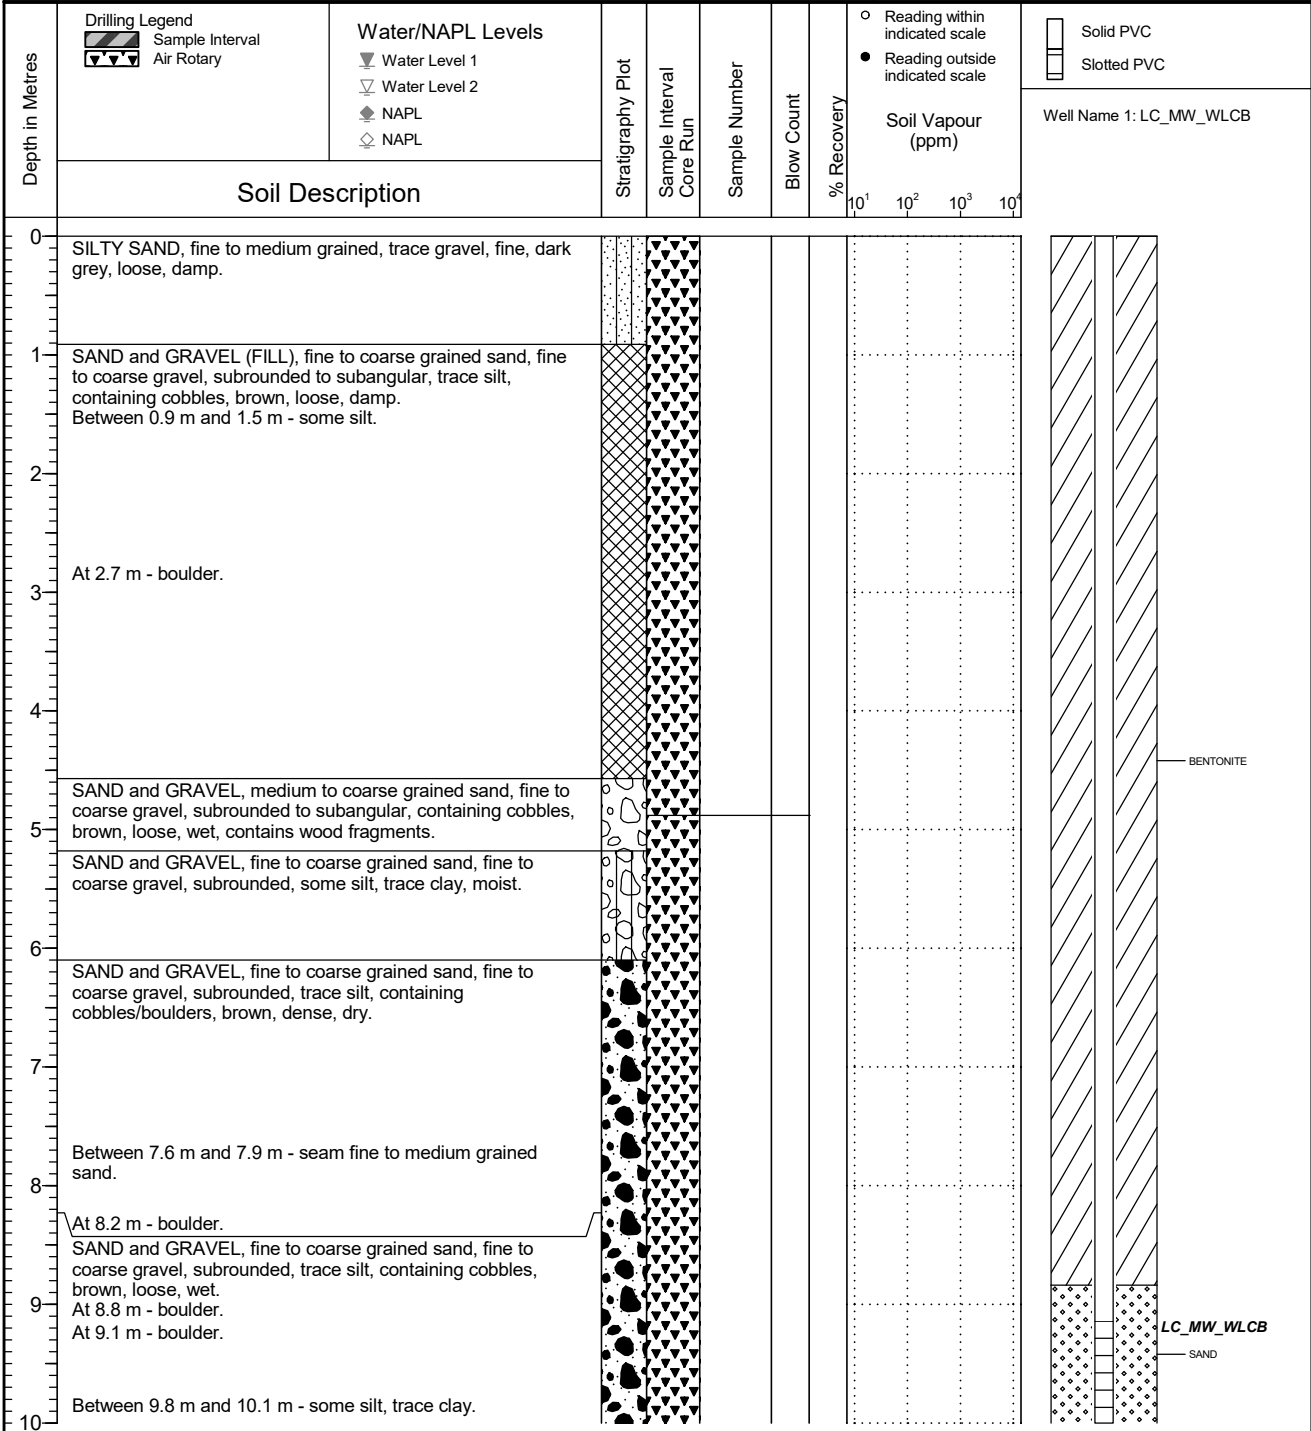 Drilling Legend
Sample Interval
Air Rotary
Water/NAPL Levels
Water Level 1
Water Level 2
NAPL
NAPL
Depth in Metres
Soil Description
Stratigraphy Plot
Sample Interval
Core Run
Sample Number
Blow Count
% Recovery
Reading within
indicated scale
Reading outside
indicated scale
Soil Vapour
(ppm)
10¹ 10² 10³ 10⁴
Solid PVC
Slotted PVC
Well Name 1: LC_MW_WLCB
0
SILTY SAND, fine to medium grained, trace gravel, fine, dark
grey, loose, damp.
1
SAND and GRAVEL (FILL), fine to coarse grained sand, fine
to coarse gravel, subrounded to subangular, trace silt,
containing cobbles, brown, loose, damp.
Between 0.9 m and 1.5 m - some silt.
2
At 2.7 m - boulder.
3
4
BENTONITE
SAND and GRAVEL, medium to coarse grained sand, fine to
coarse gravel, subrounded to subangular, containing cobbles,
brown, loose, wet, contains wood fragments.
5
SAND and GRAVEL, fine to coarse grained sand, fine to
coarse gravel, subrounded, some silt, trace clay, moist.
6
SAND and GRAVEL, fine to coarse grained sand, fine to
coarse gravel, subrounded, trace silt, containing
cobbles/boulders, brown, dense, dry.
7
Between 7.6 m and 7.9 m - seam fine to medium grained
sand.
8
At 8.2 m - boulder.
SAND and GRAVEL, fine to coarse grained sand, fine to
coarse gravel, subrounded, trace silt, containing cobbles,
brown, loose, wet.
9
At 8.8 m - boulder.
At 9.1 m - boulder.
LC_MW_WLCB
SAND
Between 9.8 m and 10.1 m - some silt, trace clay.
10